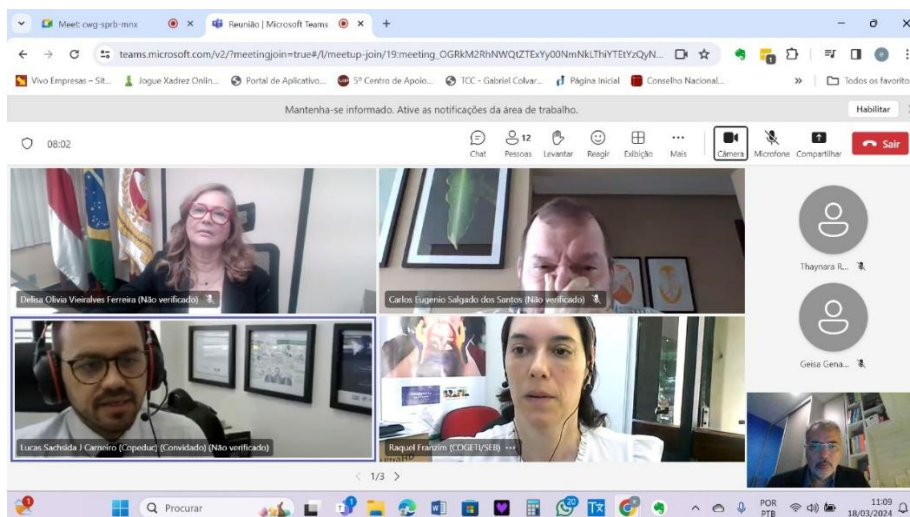 Meet: cwg-sprb-mnx
Reunião | Microsoft Teams
teams.microsoft.com/v2/?meetingjoin=true#/l/meetup-join/19:meeting_OGRkM2RhNWQtZTExYy00NmNkLThiYTEtYzQyN...
Vivo Empresas – Sit...
Jogue Xadrez Onlin...
Portal de Aplicativo...
5º Centro de Apoio...
TCC - Gabriel Colvar...
Página Inicial
Conselho Nacional...
»
Todos os favoritos
Mantenha-se informado. Ative as notificações da área de trabalho.
Habilitar
08:02
12
Chat
Pessoas
Levantar
Reagir
Exibição
Mais
Câmera
Microfone
Compartilhar
Sair
Delisa Olivia Vieiralves Ferreira (Não verificado)
Carlos Eugenio Salgado dos Santos (Não verificado)
Thaynara R...
Geisa Gena...
Lucas Sachsida J Carneiro (Copeduc) (Convidado) (Não verificado)
Raquel Franzim (COGETI/SEB) ...
< 1/3 >
Procurar
20
POR
PTB
11:09
18/03/2024